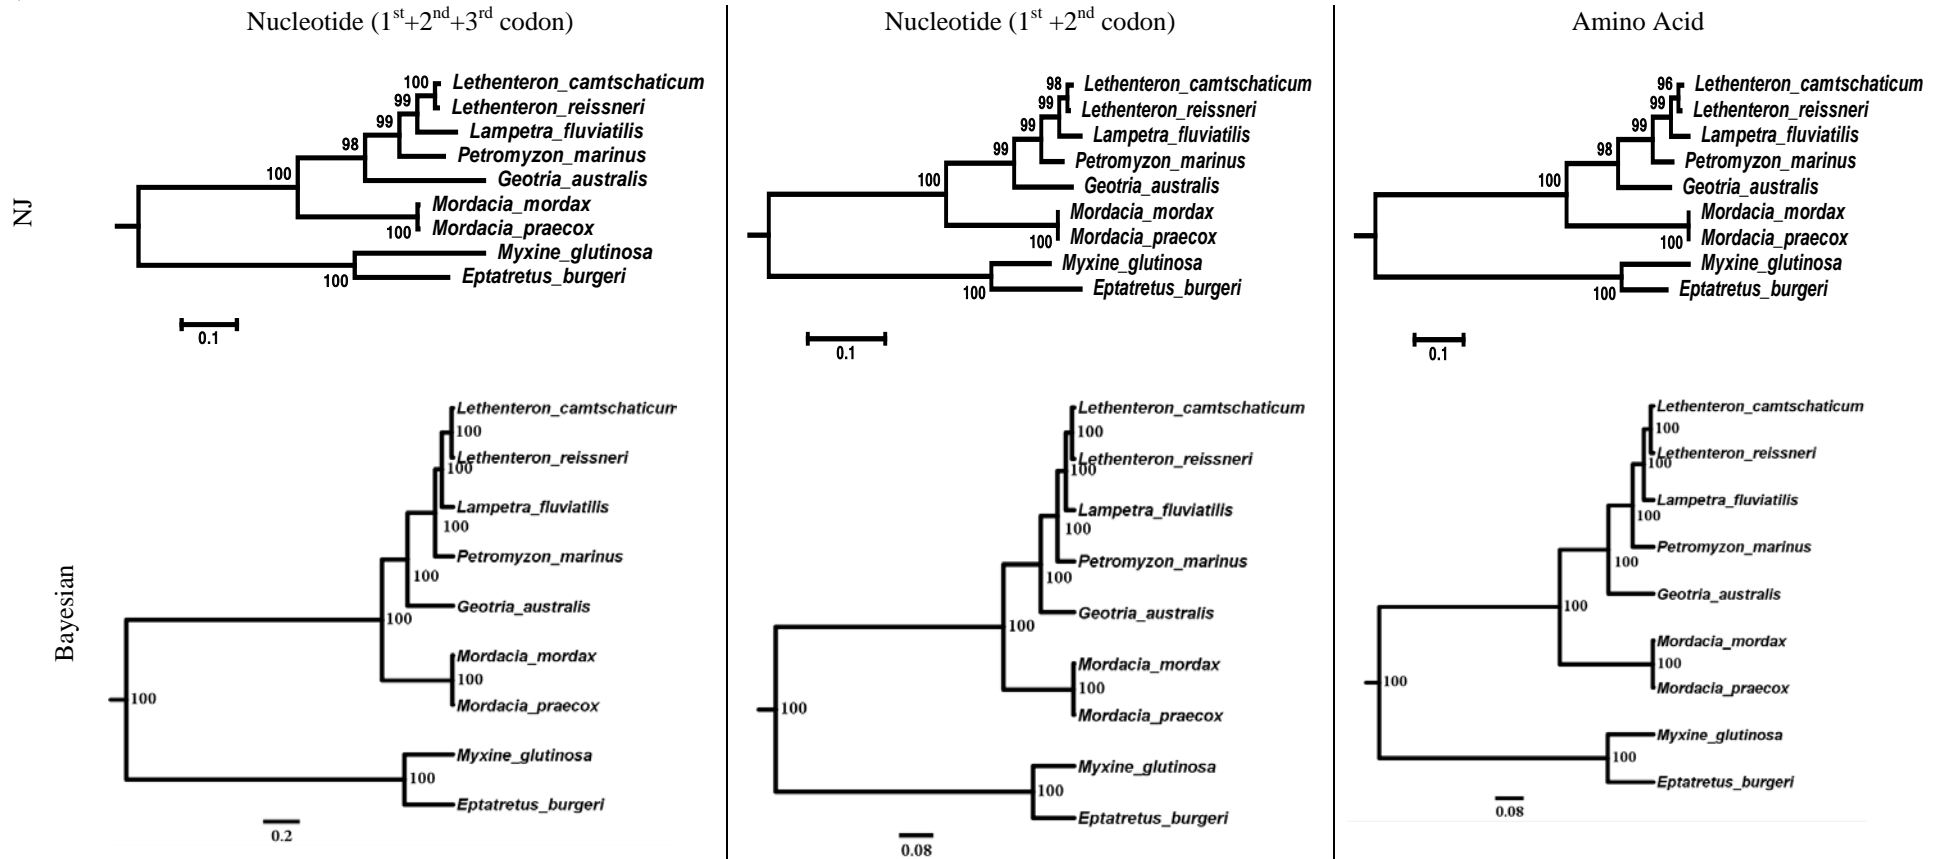 Nucleotide (1st+2nd+3rd codon)
Nucleotide (1st +2nd codon)
Amino Acid
NJ
100 Lethenteron_camtschaticum
99 Lethenteron_reissneri
99 Lampetra_fluviatilis
98 Petromyzon_marinus
100 Geotria_australis
Mordacia_mordax
100 Mordacia_praecox
Myxine_glutinosa
100 Eptatretus_burgeri
0.1
98 Lethenteron_camtschaticum
99 Lethenteron_reissneri
99 Lampetra_fluviatilis
99 Petromyzon_marinus
100 Geotria_australis
Mordacia_mordax
100 Mordacia_praecox
Myxine_glutinosa
100 Eptatretus_burgeri
0.1
96 Lethenteron_camtschaticum
99 Lethenteron_reissneri
99 Lampetra_fluviatilis
98 Petromyzon_marinus
100 Geotria_australis
Mordacia_mordax
100 Mordacia_praecox
Myxine_glutinosa
100 Eptatretus_burgeri
0.1
Bayesian
Lethenteron_camtschaticum
100
Lethenteron_reissneri
100
Lampetra_fluviatilis
100
Petromyzon_marinus
100
Geotria_australis
100
Mordacia_mordax
100
Mordacia_praecox
100
Myxine_glutinosa
100
Eptatretus_burgeri
0.2
Lethenteron_camtschaticum
100
Lethenteron_reissneri
100
Lampetra_fluviatilis
100
Petromyzon_marinus
100
Geotria_australis
100
Mordacia_mordax
100
Mordacia_praecox
100
Myxine_glutinosa
100
Eptatretus_burgeri
0.08
Lethenteron_camtschaticum
100
Lethenteron_reissneri
100
Lampetra_fluviatilis
100
Petromyzon_marinus
100
Geotria_australis
100
Mordacia_mordax
100
Mordacia_praecox
100
Myxine_glutinosa
100
Eptatretus_burgeri
0.08